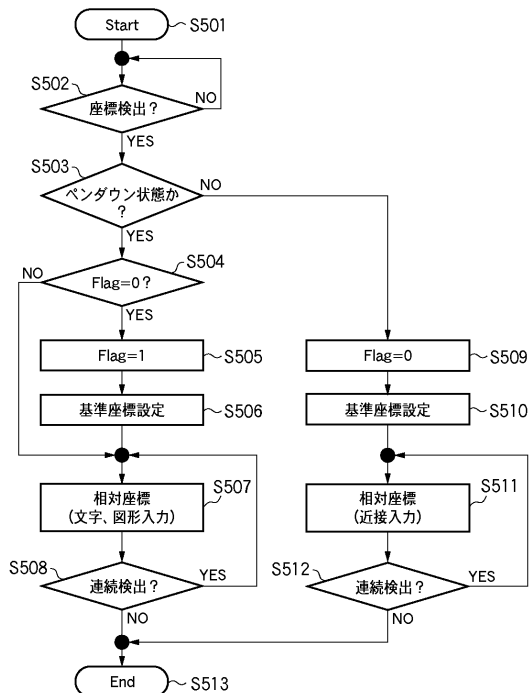 Start
S501
S502
座標検出？
NO
YES
S503
ペンダウン状態か
？
NO
YES
S504
NO
Flag=0？
YES
Flag=1
S505
Flag=0
S509
基準座標設定
S506
基準座標設定
S510
相対座標
（文字、図形入力）
S507
相対座標
（近接入力）
S511
S508
連続検出？
YES
NO
S512
連続検出？
YES
NO
End
S513